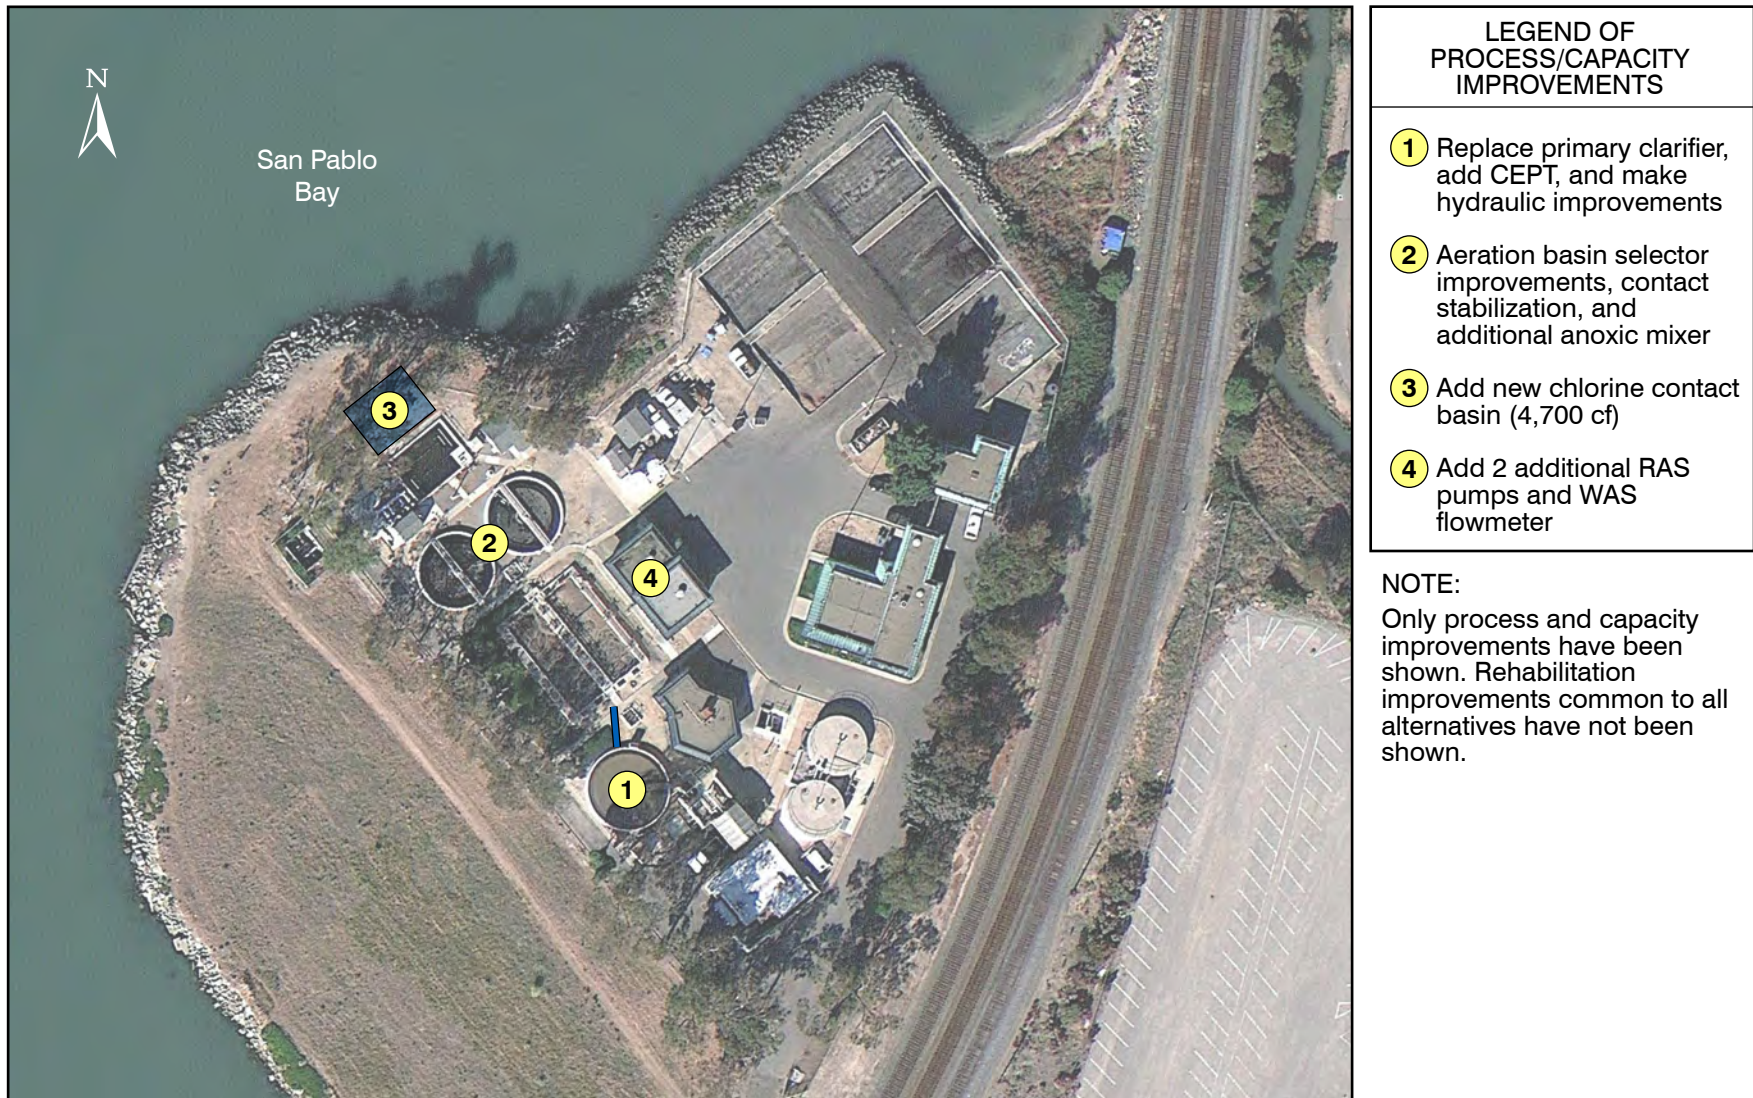 N
San Pablo
Bay
3
2
4
1
LEGEND OF
PROCESS/CAPACITY
IMPROVEMENTS
1 Replace primary clarifier,
add CEPT, and make
hydraulic improvements
2 Aeration basin selector
improvements, contact
stabilization, and
additional anoxic mixer
3 Add new chlorine contact
basin (4,700 cf)
4 Add 2 additional RAS
pumps and WAS
flowmeter
NOTE:
Only process and capacity
improvements have been
shown. Rehabilitation
improvements common to all
alternatives have not been
shown.